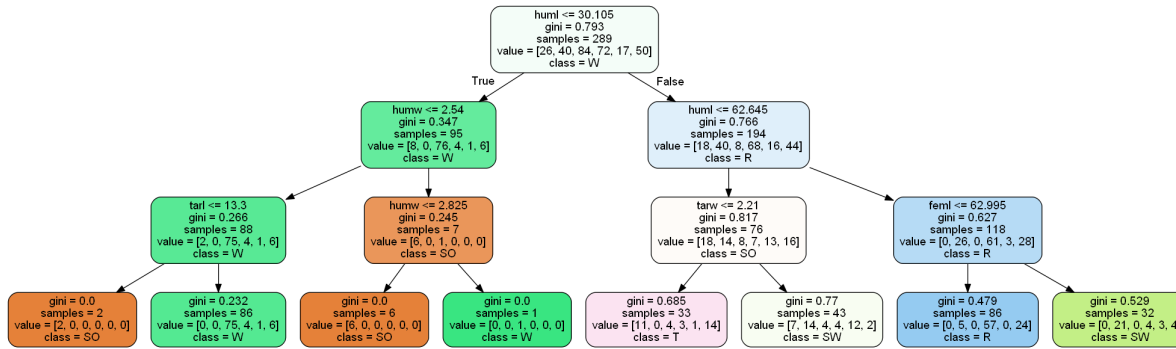 huml <= 30.105
gini = 0.793
samples = 289
value = [26, 40, 84, 72, 17, 50]
class = W
True
False
humw <= 2.54
gini = 0.347
samples = 95
value = [8, 0, 76, 4, 1, 6]
class = W
huml <= 62.645
gini = 0.766
samples = 194
value = [18, 40, 8, 68, 16, 44]
class = R
tarl <= 13.3
gini = 0.266
samples = 88
value = [2, 0, 75, 4, 1, 6]
class = W
humw <= 2.825
gini = 0.245
samples = 7
value = [6, 0, 1, 0, 0, 0]
class = SO
tarw <= 2.21
gini = 0.817
samples = 76
value = [18, 14, 8, 7, 13, 16]
class = SO
feml <= 62.995
gini = 0.627
samples = 118
value = [0, 26, 0, 61, 3, 28]
class = R
gini = 0.0
samples = 2
value = [2, 0, 0, 0, 0, 0]
class = SO
gini = 0.232
samples = 86
value = [0, 0, 75, 4, 1, 6]
class = W
gini = 0.0
samples = 6
value = [6, 0, 0, 0, 0, 0]
class = SO
gini = 0.0
samples = 1
value = [0, 0, 1, 0, 0, 0]
class = W
gini = 0.685
samples = 33
value = [11, 0, 4, 3, 1, 14]
class = T
gini = 0.77
samples = 43
value = [7, 14, 4, 4, 12, 2]
class = SW
gini = 0.479
samples = 86
value = [0, 5, 0, 57, 0, 24]
class = R
gini = 0.529
samples = 32
value = [0, 21, 0, 4, 3, 4
class = SW